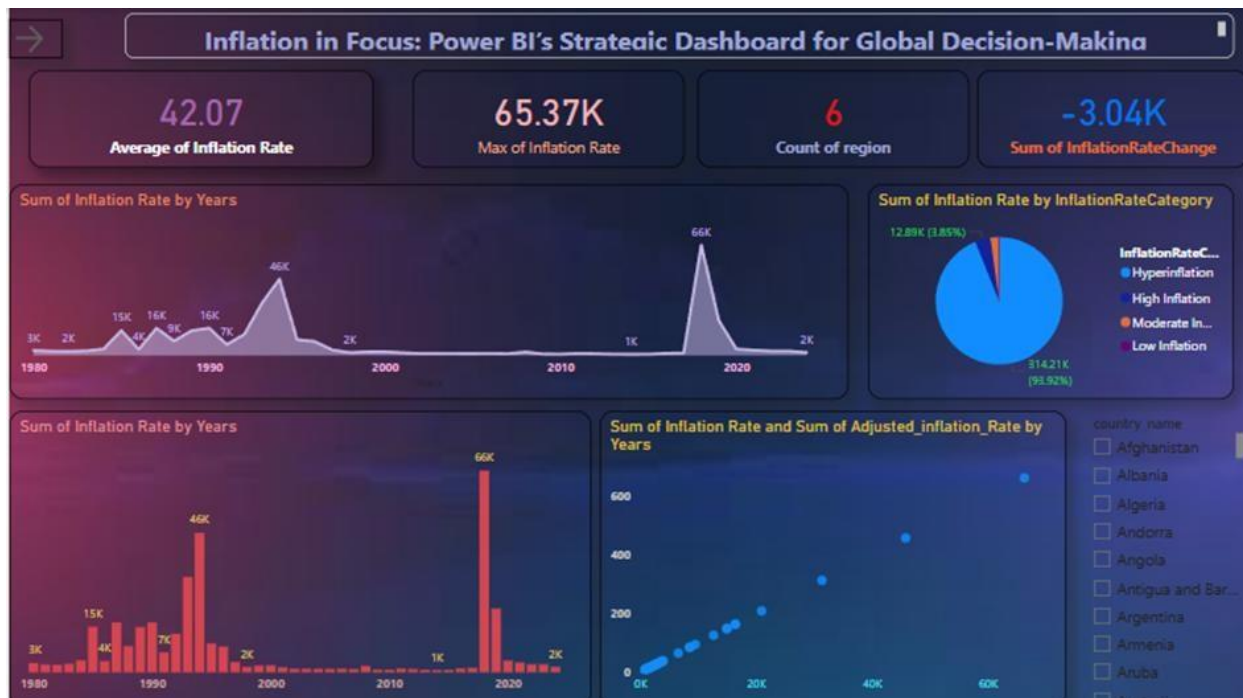 Inflation in Focus: Power BI's Strategic Dashboard for Global Decision-Making
42.07
Average of Inflation Rate
65.37K
Max of Inflation Rate
6
Count of region
-3.04K
Sum of InflationRateChange
Sum of Inflation Rate by Years
3K
2K
15K
4K
16K
9K
16K
7K
46K
2K
1K
66K
2K
1980
1990
2000
2010
2020
Sum of Inflation Rate by InflationRateCategory
12.89K (3.85%)
314.21K
(93.92%)
InflationRateC...
Hyperinflation
High Inflation
Moderate In...
Low Inflation
Sum of Inflation Rate by Years
3K
15K
4K
7K
46K
2K
1K
66K
2K
1980
1990
2000
2010
2020
Sum of Inflation Rate and Sum of Adjusted_inflation_Rate by
Years
600
400
200
0
0K
20K
40K
60K
country_name
Afghanistan
Albania
Algeria
Andorra
Angola
Antigua and Bar...
Argentina
Armenia
Aruba